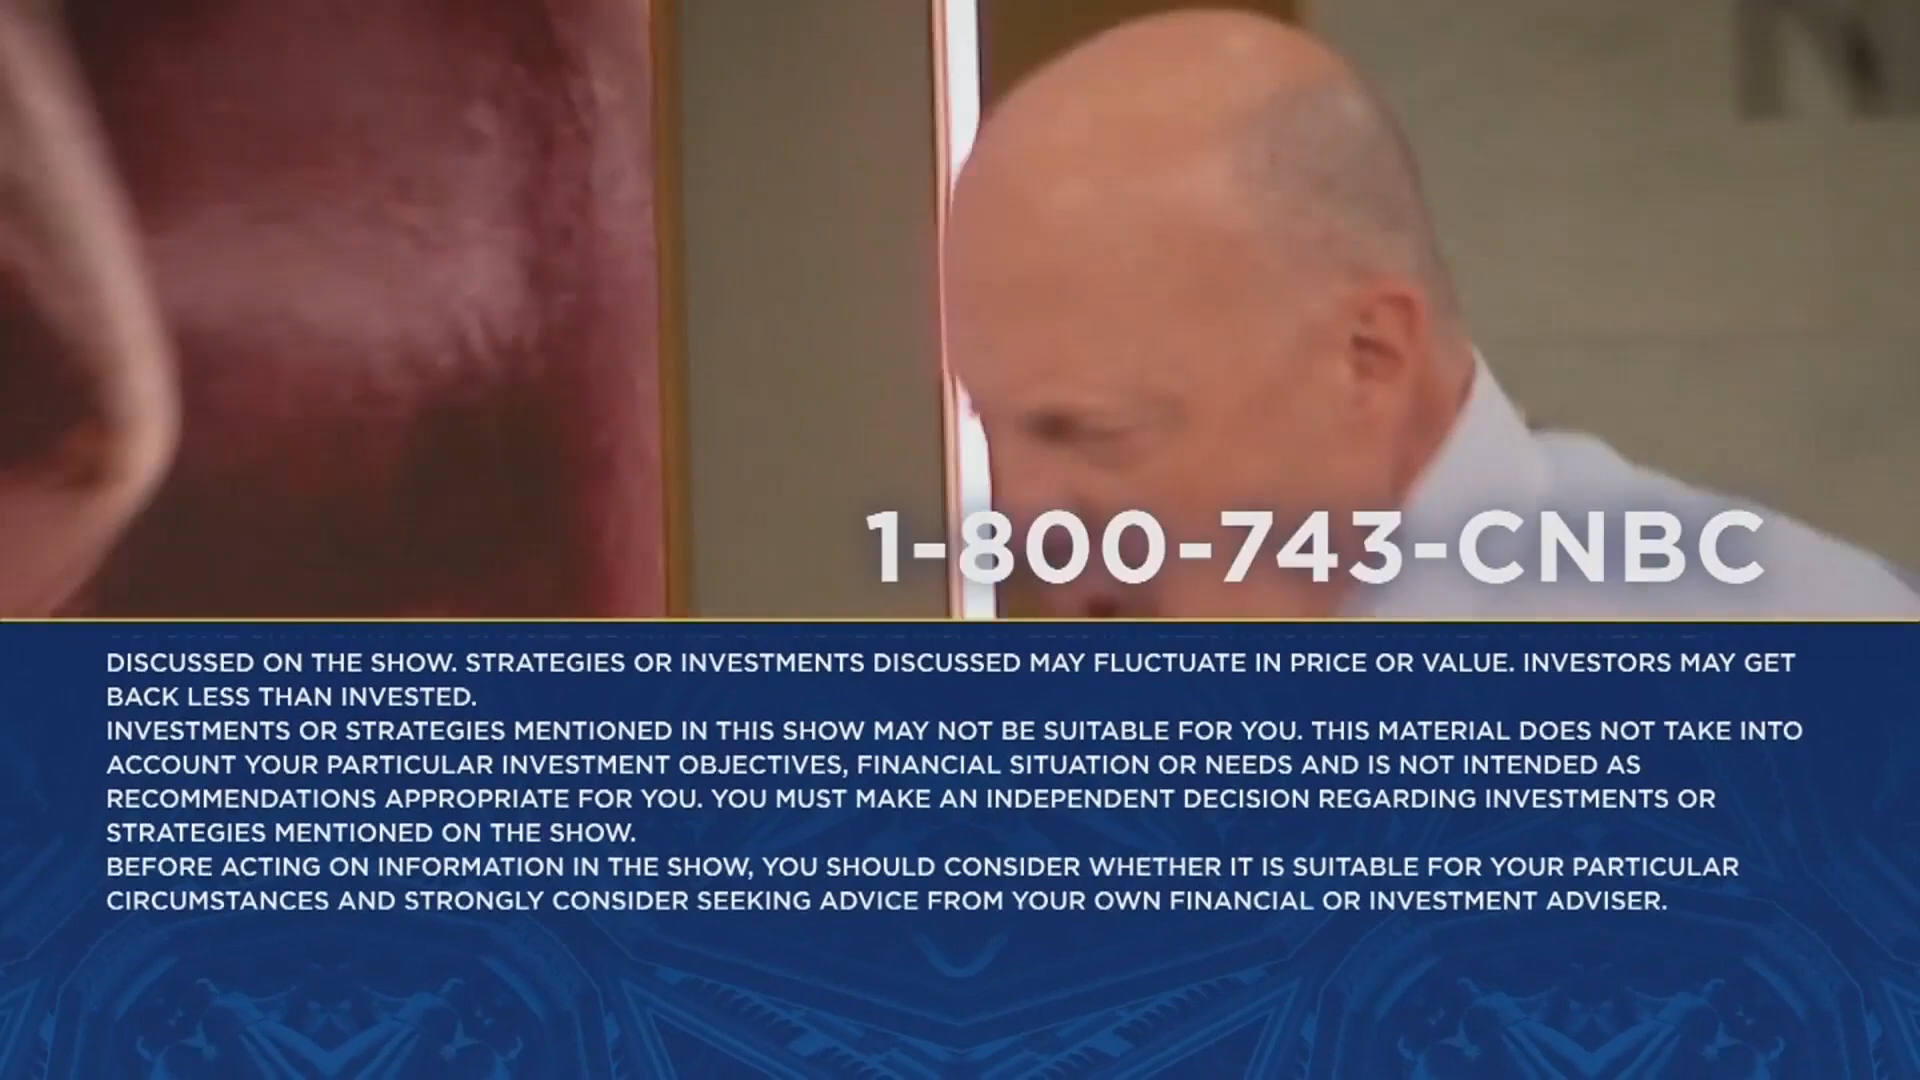 1-800-743-CNBC
DISCUSSED ON THE SHOW. STRATEGIES OR INVESTMENTS DISCUSSED MAY FLUCTUATE IN PRICE OR VALUE. INVESTORS MAY GET
BACK LESS THAN INVESTED.
INVESTMENTS OR STRATEGIES MENTIONED IN THIS SHOW MAY NOT BE SUITABLE FOR YOU. THIS MATERIAL DOES NOT TAKE INTO
ACCOUNT YOUR PARTICULAR INVESTMENT OBJECTIVES, FINANCIAL SITUATION OR NEEDS AND IS NOT INTENDED AS
RECOMMENDATIONS APPROPRIATE FOR YOU. YOU MUST MAKE AN INDEPENDENT DECISION REGARDING INVESTMENTS OR
STRATEGIES MENTIONED ON THE SHOW.
BEFORE ACTING ON INFORMATION IN THE SHOW, YOU SHOULD CONSIDER WHETHER IT IS SUITABLE FOR YOUR PARTICULAR
CIRCUMSTANCES AND STRONGLY CONSIDER SEEKING ADVICE FROM YOUR OWN FINANCIAL OR INVESTMENT ADVISER.